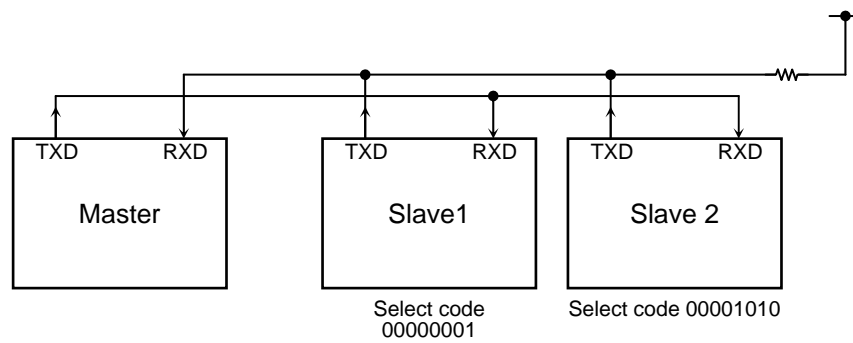 TXD RXD TXD RXD TXD RXD
Master Slave1 Slave 2
Select code Select code 00001010
00000001